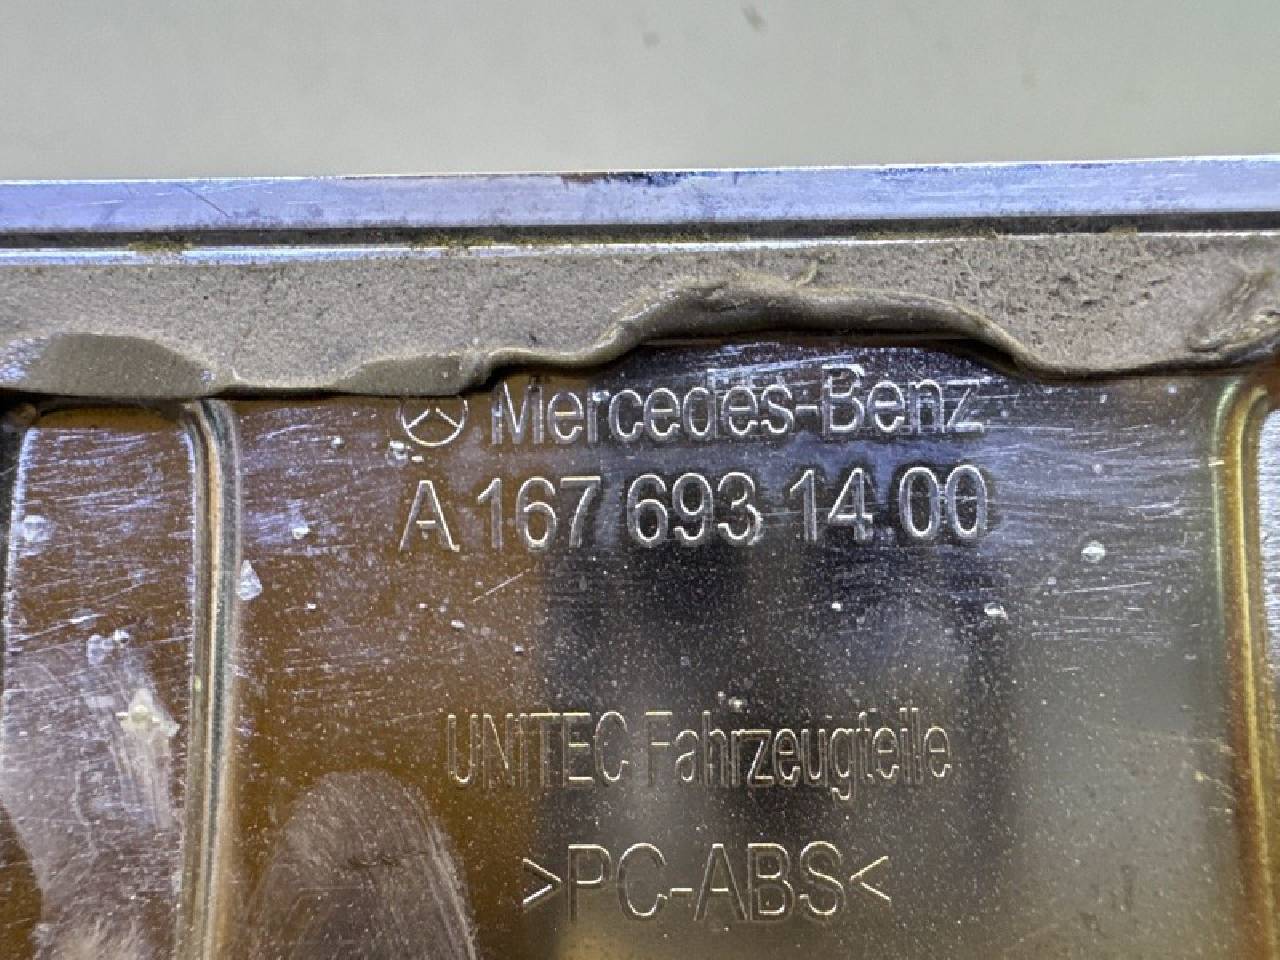 Mercedes-Benz
A 167 693 14 00
UNITEC Fahrzeugteile
>PC-ABS<